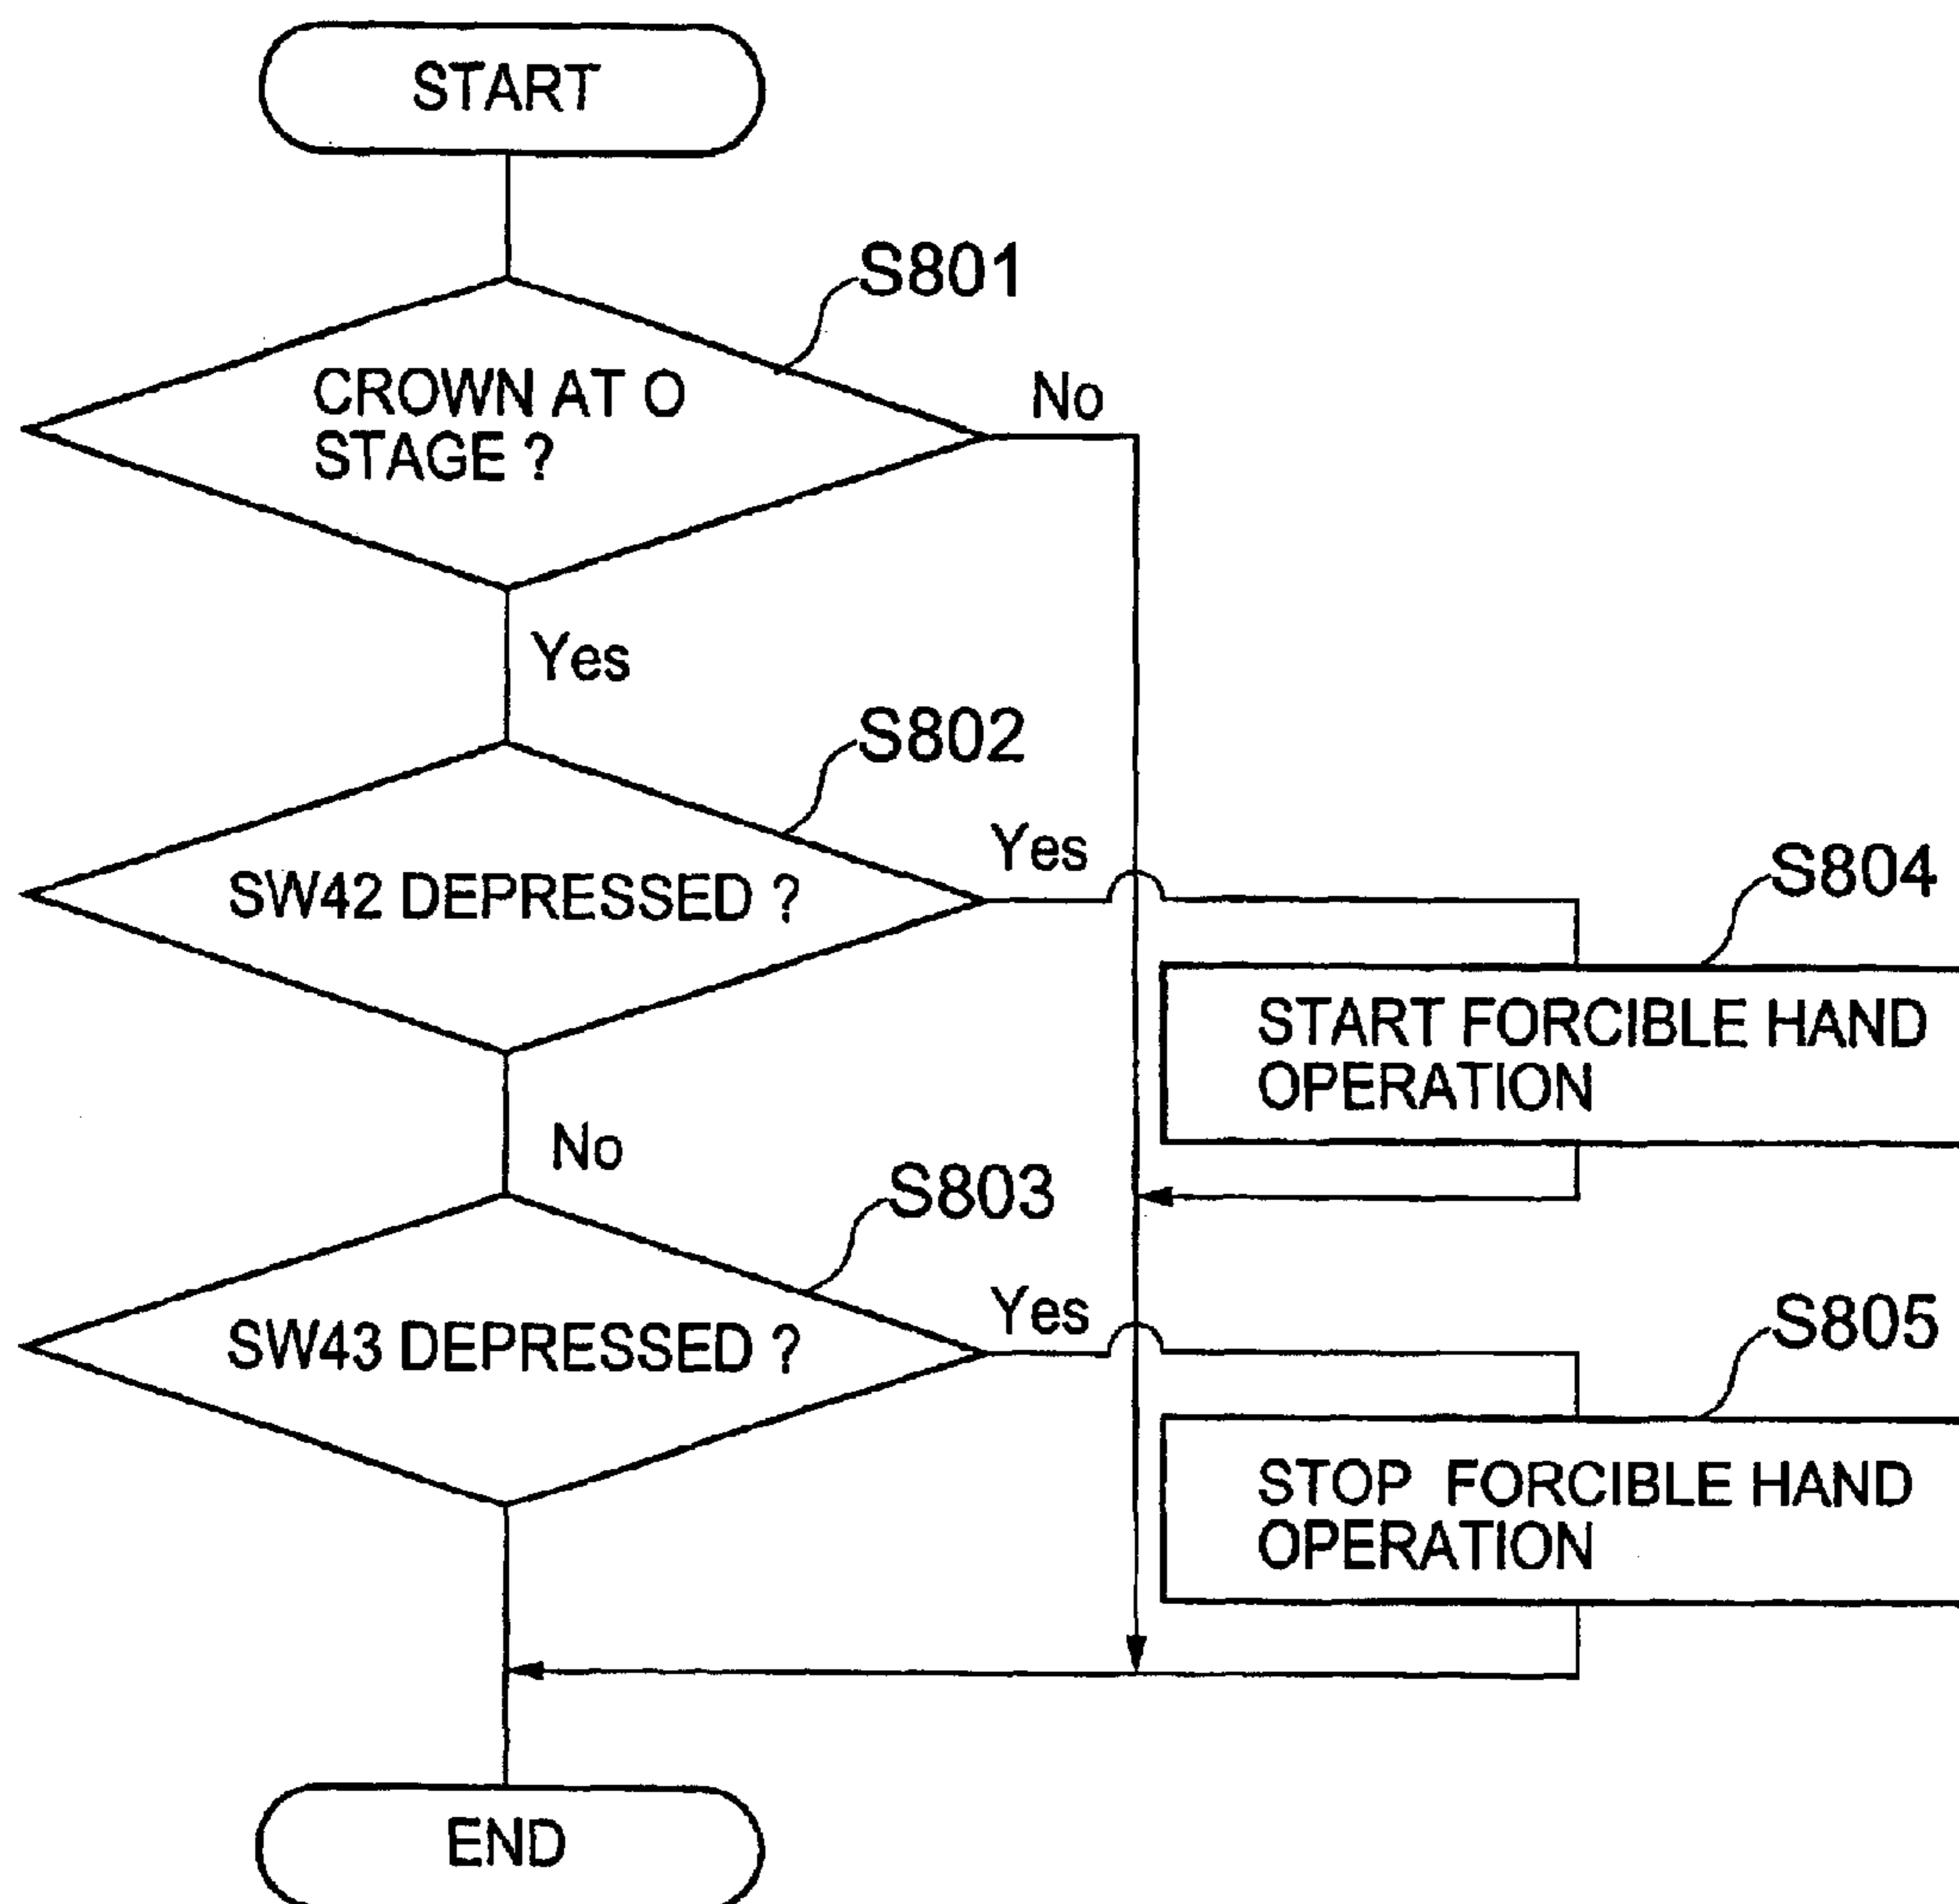 START
S801
CROWN AT O
STAGE ?
No
Yes
S802
SW42 DEPRESSED ?
Yes
S804
START FORCIBLE HAND
OPERATION
No
S803
SW43 DEPRESSED ?
Yes
S805
STOP FORCIBLE HAND
OPERATION
END